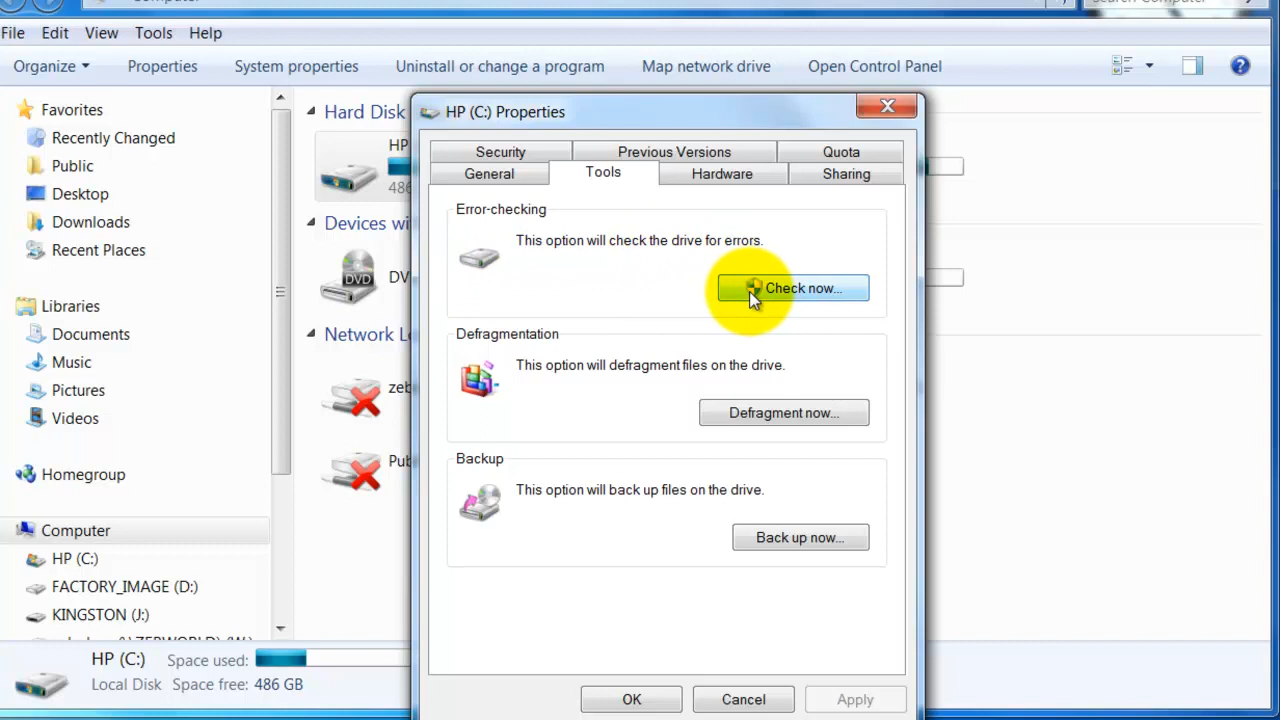 Computer
Search Computer
File Edit View Tools Help
Organize Properties System properties Uninstall or change a program Map network drive Open Control Panel
Favorites
Recently Changed
Public
Desktop
Downloads
Recent Places
Libraries
Documents
Music
Pictures
Videos
Homegroup
Computer
HP (C:)
FACTORY_IMAGE (D:)
KINGSTON (J:)
Hard Disk
HP
486
Devices wi
DVD
DV
Network Lo
zeb
Pub
HP (C:) Properties
Security Previous Versions Quota
General Tools Hardware Sharing
Error-checking
This option will check the drive for errors.
Check now...
Defragmentation
This option will defragment files on the drive.
Defragment now...
Backup
This option will back up files on the drive.
Back up now...
OK Cancel Apply
HP (C:) Space used:
Local Disk Space free: 486 GB